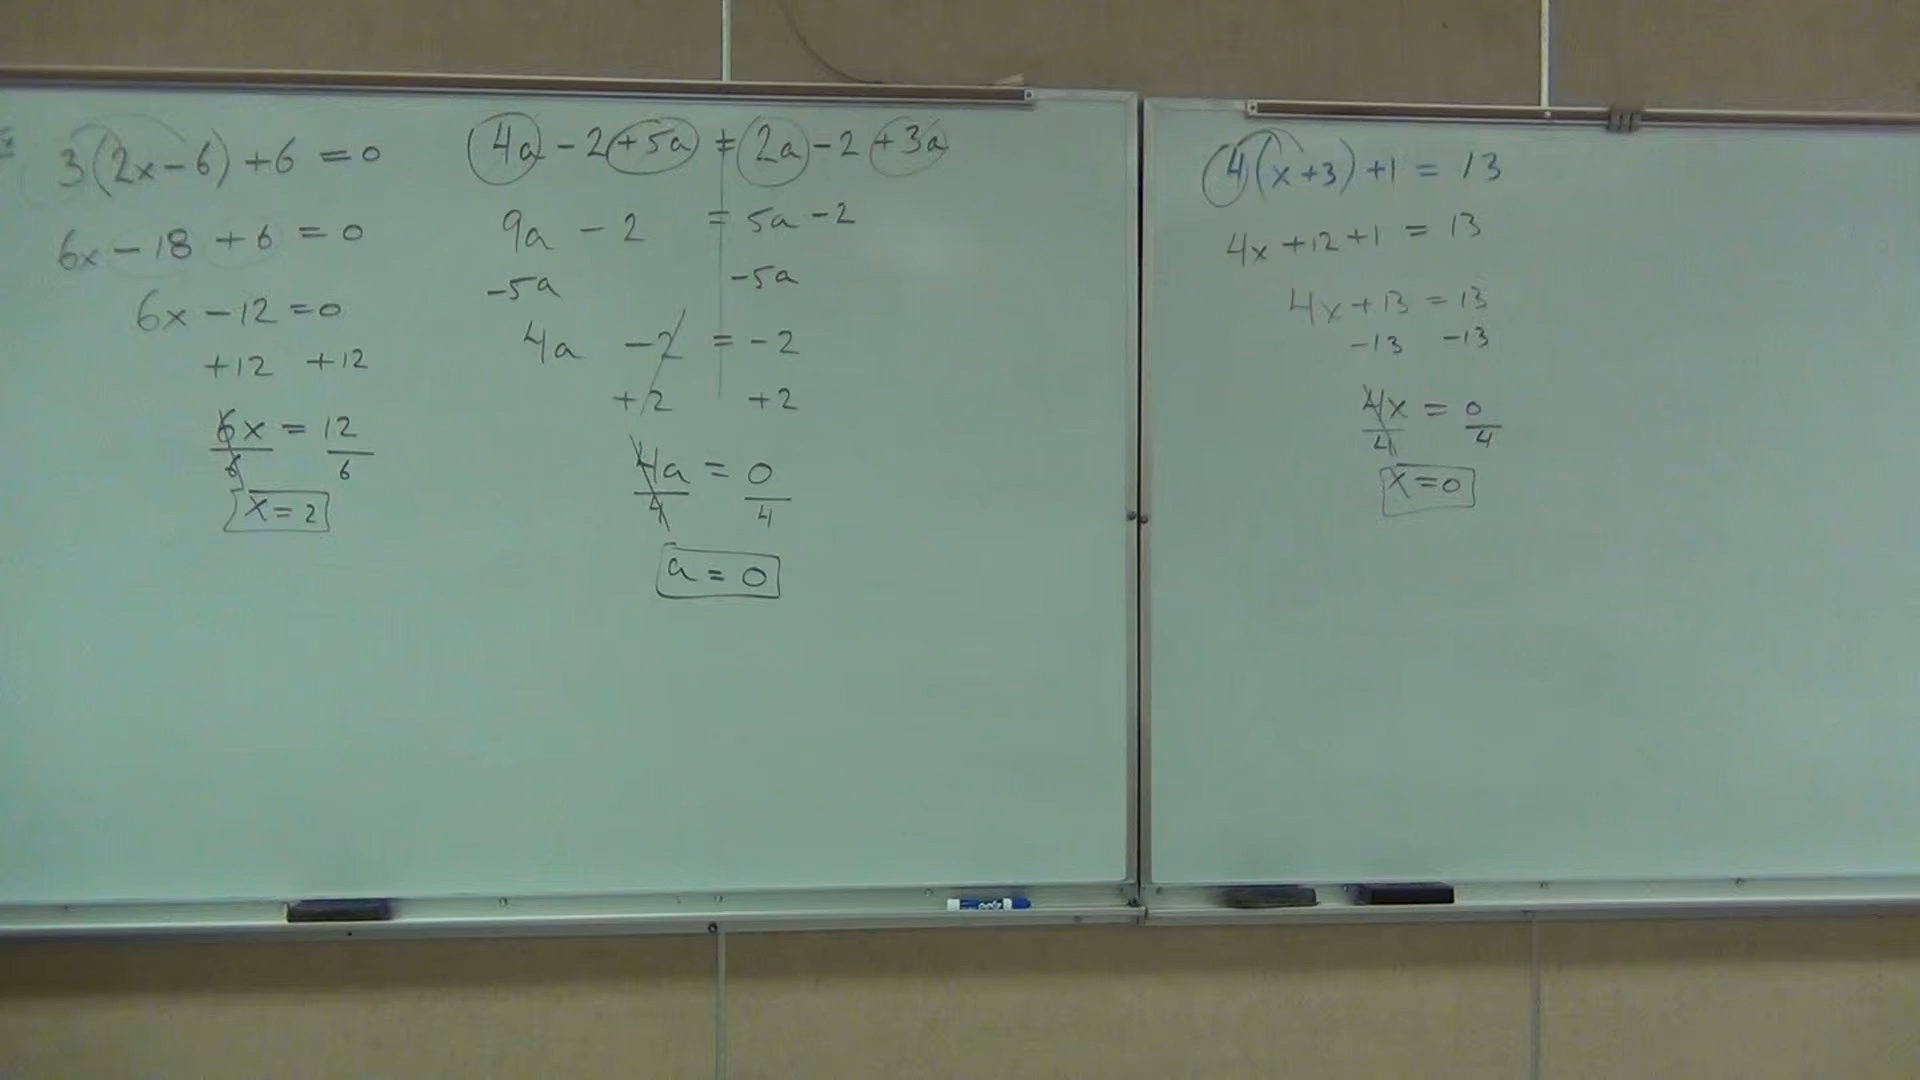 3(2x-6)+6 = 0
6x-18+6 = 0
6x-12=0
+12 +12
6x = 12
6 6
x=2
4a-2+5a = 2a-2+3a
9a - 2 = 5a-2
-5a -5a
4a -2 = -2
+2 +2
4a = 0
4 4
a = 0
4(x+3)+1 = 13
4x+12+1 = 13
4x+13 = 13
-13 -13
4x = 0
4 4
x=0